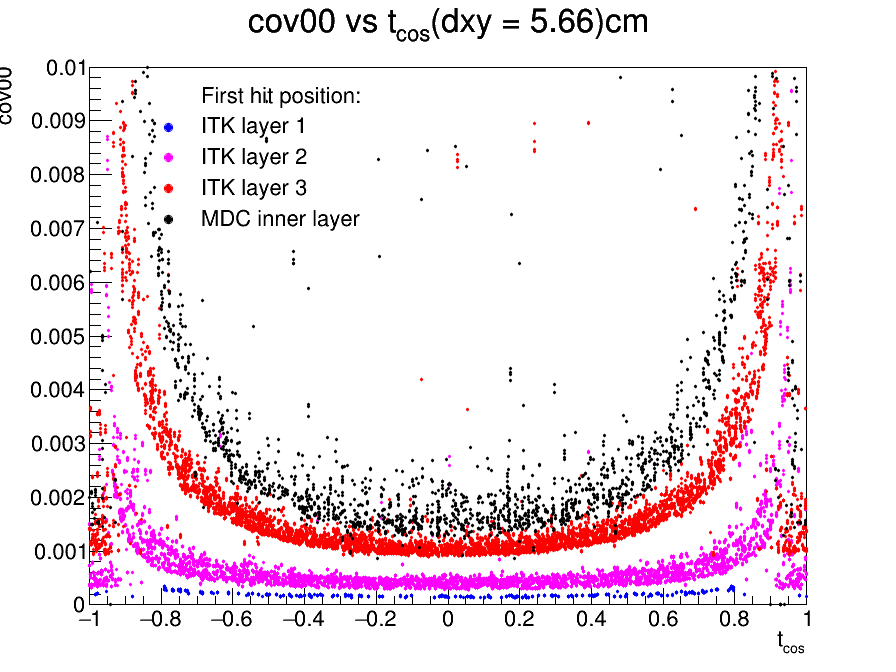 cov00 vs t_cos(dxy = 5.66)cm
cov00
0.01
0.009
0.008
0.007
0.006
0.005
0.004
0.003
0.002
0.001
0
First hit position:
ITK layer 1
ITK layer 2
ITK layer 3
MDC inner layer
−1 −0.8 −0.6 −0.4 −0.2 0 0.2 0.4 0.6 0.8 1
t_cos